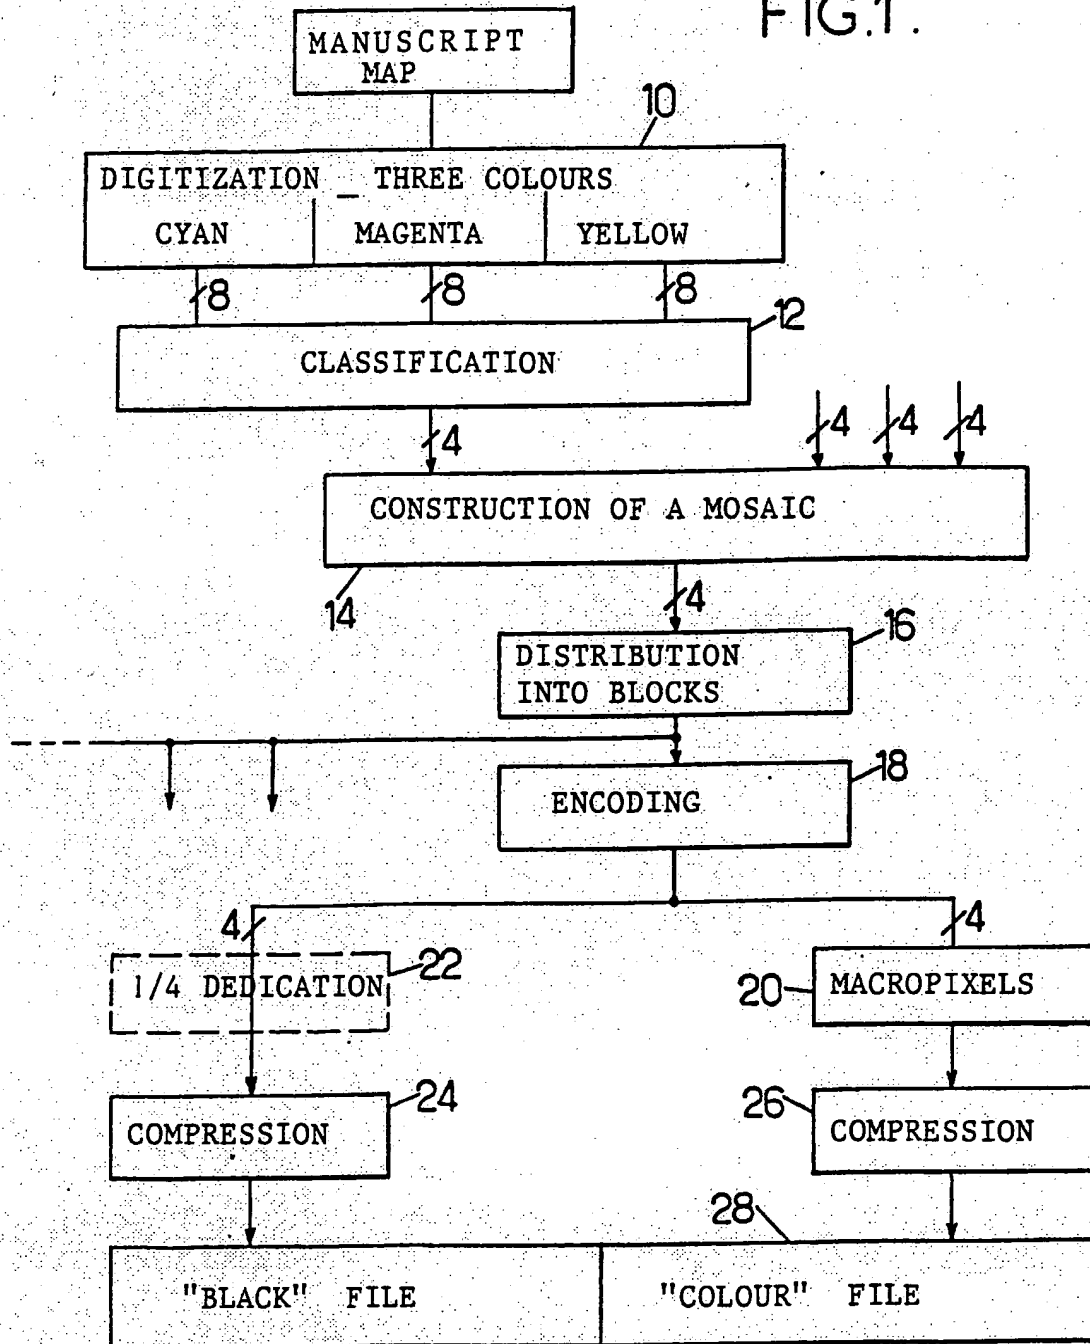 FIG.1.
MANUSCRIPT
MAP
10
DIGITIZATION _ THREE COLOURS
CYAN MAGENTA YELLOW
8 8 8
12
CLASSIFICATION
4 4 4 4
CONSTRUCTION OF A MOSAIC
14
4
16
DISTRIBUTION
INTO BLOCKS
18
ENCODING
4 4
22
1/4 DEDICATION
20 MACROPIXELS
24
COMPRESSION
26
COMPRESSION
28
"BLACK" FILE "COLOUR" FILE